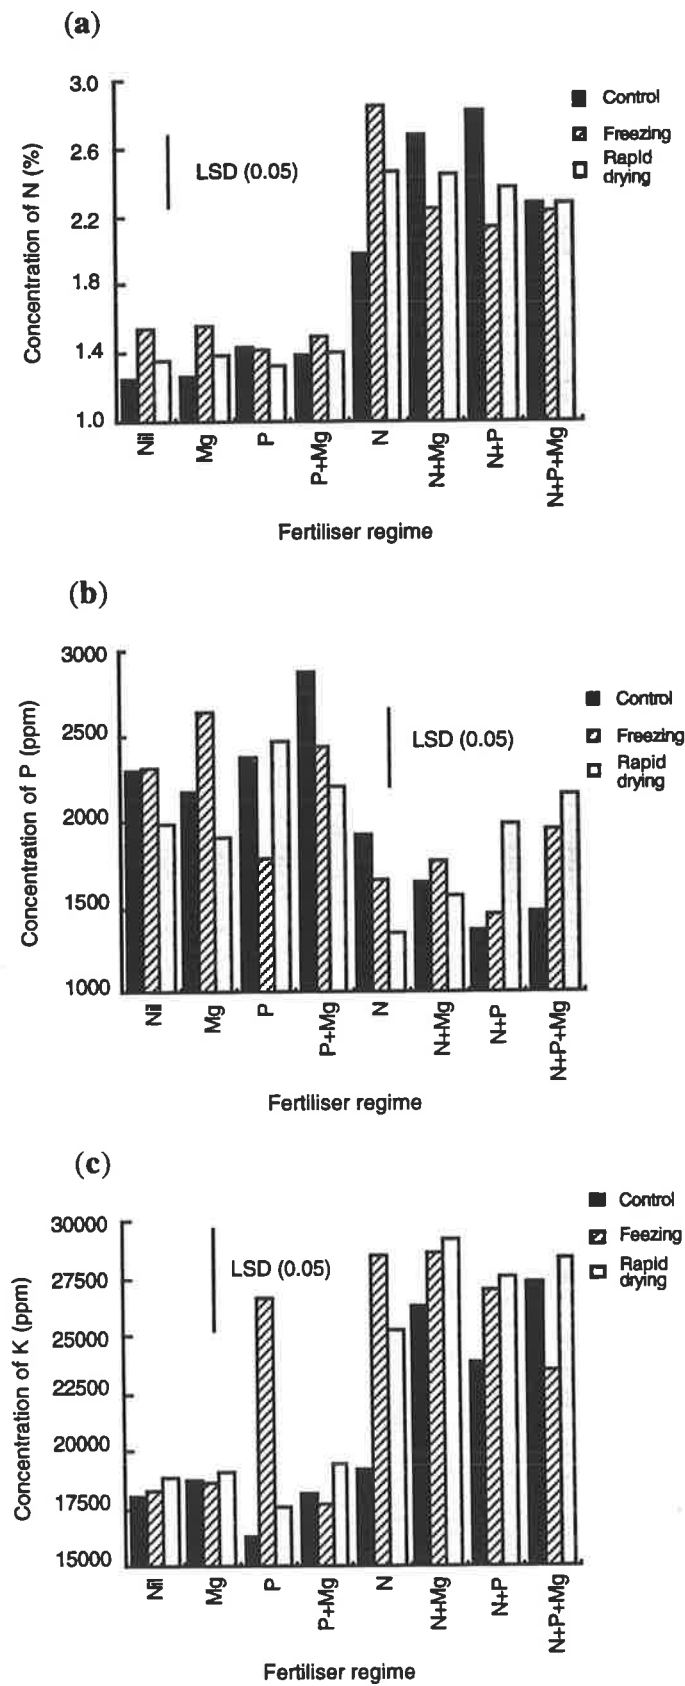 (a)
3.0
2.6
2.2
1.8
1.4
1.0
Concentration of N (%)
LSD (0.05)
Control
Freezing
Rapid
drying
Nil
Mg
P
P+Mg
N
N+Mg
N+P
N+P+Mg
Fertiliser regime
(b)
3000
2500
2000
1500
1000
Concentration of P (ppm)
LSD (0.05)
Control
Freezing
Rapid
drying
Nil
Mg
P
P+Mg
N
N+Mg
N+P
N+P+Mg
Fertiliser regime
(c)
30000
27500
25000
22500
20000
17500
15000
Concentration of K (ppm)
LSD (0.05)
Control
Feezing
Rapid
drying
Nil
Mg
P
P+Mg
N
N+Mg
N+P
N+P+Mg
Fertiliser regime